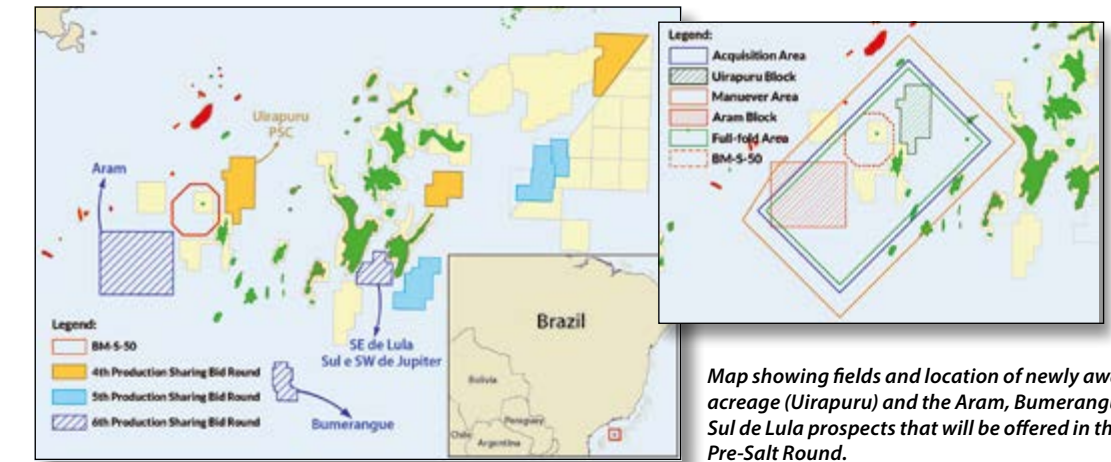 Uirapuru
PSC
Aram
SE de Lula
Sul e SW de Jupiter
Bumerangue
Legend:
BM-S-50
4th Production Sharing Bid Round
5th Production Sharing Bid Round
6th Production Sharing Bid Round
Brazil
Bolivia
Paraguay
Chile
Argentina
Legend:
Acquisition Area
Uirapuru Block
Manuever Area
Aram Block
Full-fold Area
BM-S-50
Map showing fields and location of newly awa
acreage (Uirapuru) and the Aram, Bumerangu
Sul de Lula prospects that will be offered in th
Pre-Salt Round.